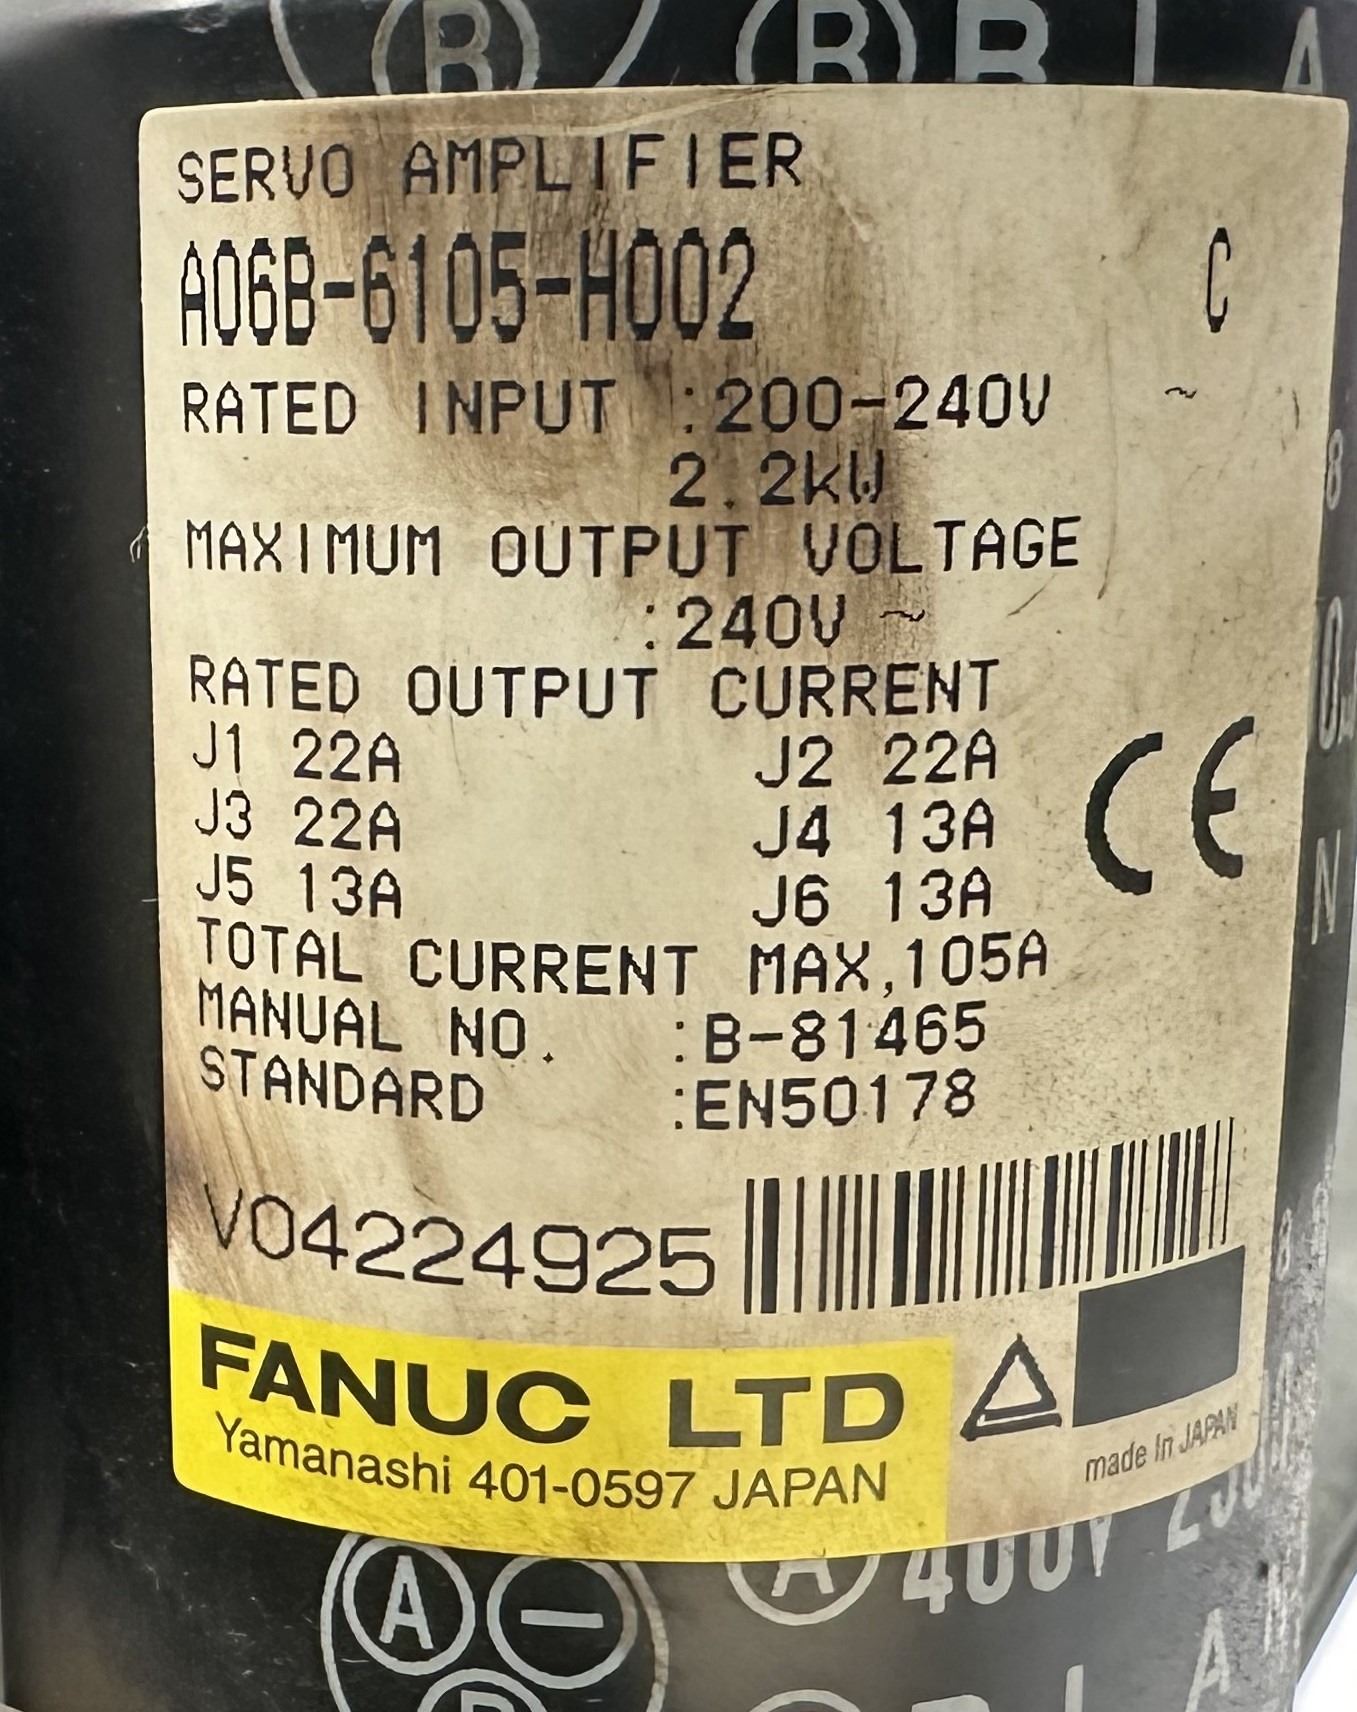 B B B A
SERVO AMPLIFIER
A06B-6105-H002 C
RATED INPUT :200-240V ~
2.2kW
MAXIMUM OUTPUT VOLTAGE
:240V ~
RATED OUTPUT CURRENT
J1 22A J2 22A
J3 22A J4 13A
J5 13A J6 13A
CE
TOTAL CURRENT MAX,105A
MANUAL NO. :B-81465
STANDARD :EN50178
V04224925
FANUC LTD
Yamanashi 401-0597 JAPAN
made in JAPAN
N
A − A 400V
A